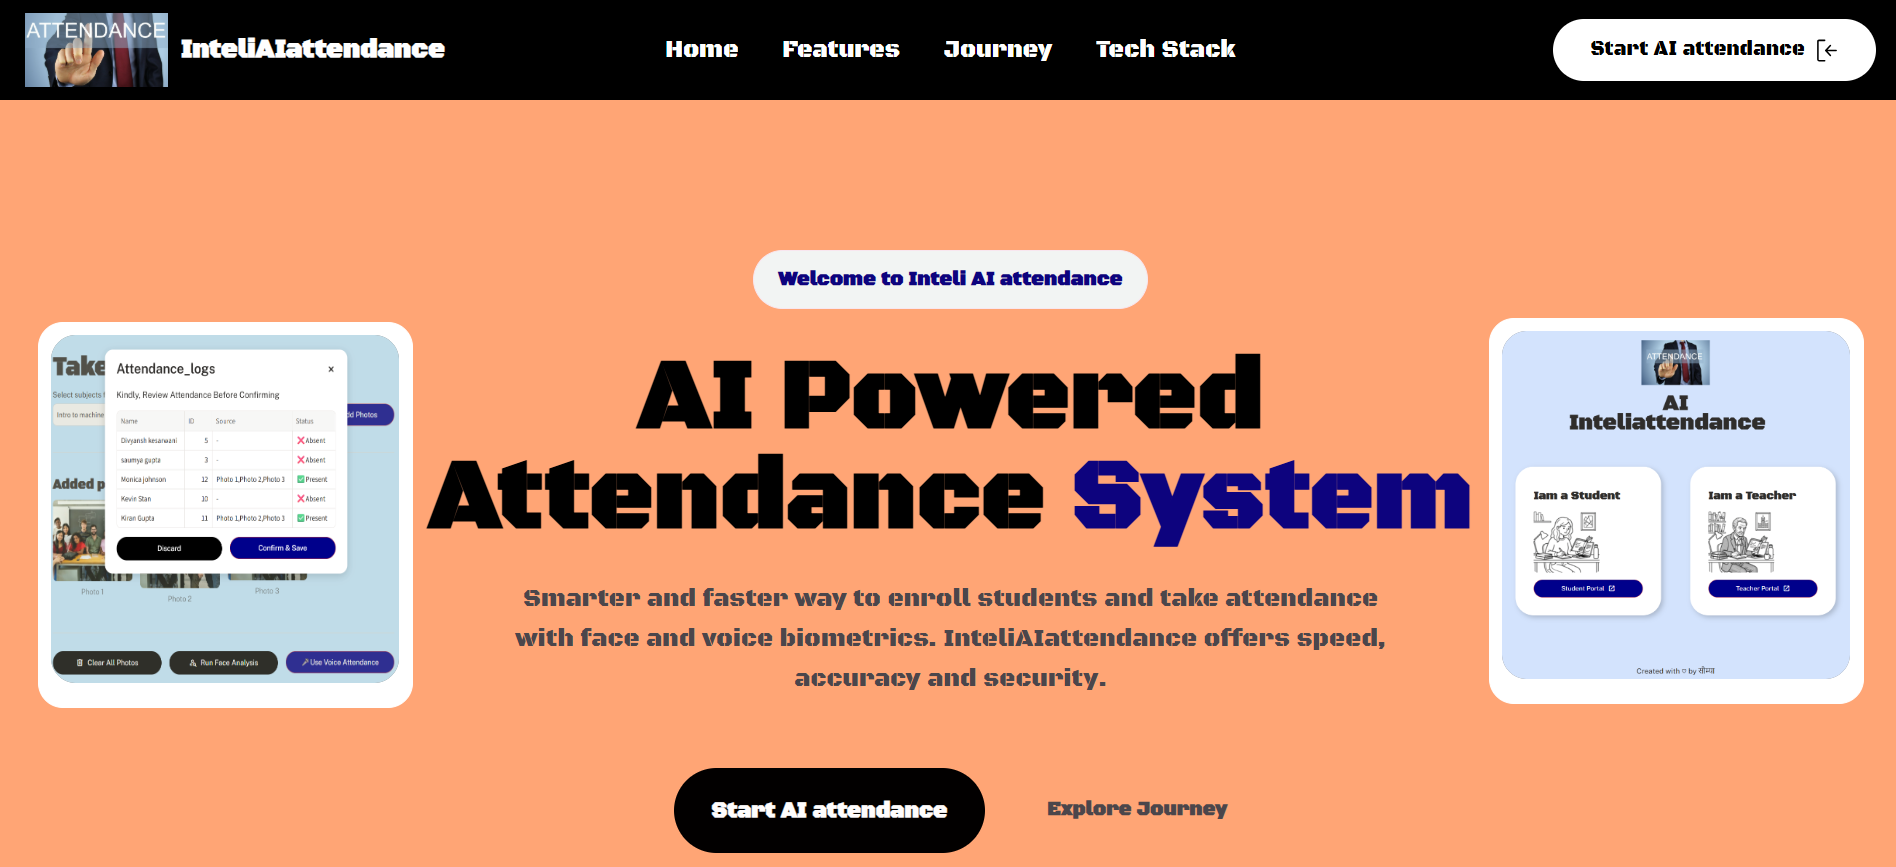 ATTENDANCE
InteliAIattendance
Home
Features
Journey
Tech Stack
Start AI attendance
Welcome to Inteli AI attendance
AI Powered
Attendance System
Smarter and faster way to enroll students and take attendance
with face and voice biometrics. InteliAIattendance offers speed,
accuracy and security.
Start AI attendance
Explore Journey
Take
Select subjects
Intro to machine
dd Photos
Attendance_logs
×
Kindly, Review Attendance Before Confirming
Name ID Source Status
Divyansh kesarwani 5 - ❌ Absent
saumya gupta 3 - ❌ Absent
Monica johnson 12 Photo 1,Photo 2,Photo 3 ✅ Present
Kevin Stan 10 - ❌ Absent
Kiran Gupta 11 Photo 1,Photo 2,Photo 3 ✅ Present
Discard
Confirm & Save
Added p
Photo 1
Photo 2
Photo 3
Clear All Photos
Run Face Analysis
Use Voice Attendance
ATTENDANCE
AI
Inteliattendance
Iam a Student
Student Portal
Iam a Teacher
Teacher Portal
Created with ♡ by सौम्या